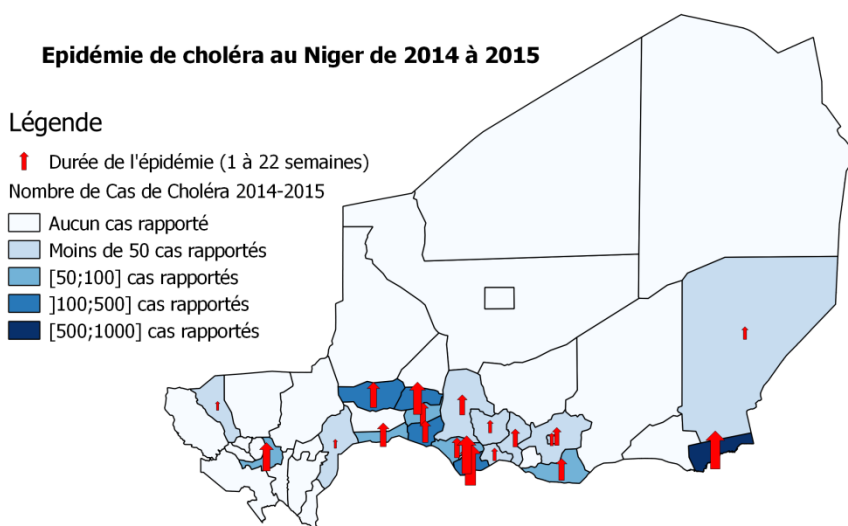 Epidémie de choléra au Niger de 2014 à 2015
Légende
Durée de l'épidémie (1 à 22 semaines)
Nombre de Cas de Choléra 2014-2015
Aucun cas rapporté
Moins de 50 cas rapportés
[50;100] cas rapportés
]100;500] cas rapportés
[500;1000] cas rapportés